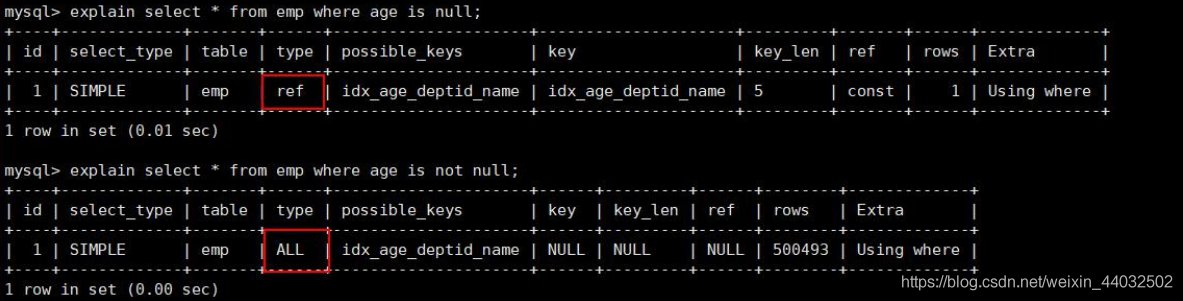 mysql> explain select * from emp where age is null;
+----+-------------+-------+------+----------------------+----------------------+---------+-------+------+-------------+
| id | select_type | table | type | possible_keys | key | key_len | ref | rows | Extra |
+----+-------------+-------+------+----------------------+----------------------+---------+-------+------+-------------+
| 1 | SIMPLE | emp | ref | idx_age_deptid_name | idx_age_deptid_name | 5 | const | 1 | Using where |
+----+-------------+-------+------+----------------------+----------------------+---------+-------+------+-------------+
1 row in set (0.01 sec)
mysql> explain select * from emp where age is not null;
+----+-------------+-------+------+----------------------+------+---------+------+--------+-------------+
| id | select_type | table | type | possible_keys | key | key_len | ref | rows | Extra |
+----+-------------+-------+------+----------------------+------+---------+------+--------+-------------+
| 1 | SIMPLE | emp | ALL | idx_age_deptid_name | NULL | NULL | NULL | 500493 | Using where |
+----+-------------+-------+------+----------------------+------+---------+------+--------+-------------+
1 row in set (0.00 sec)
https://blog.csdn.net/weixin_44032502